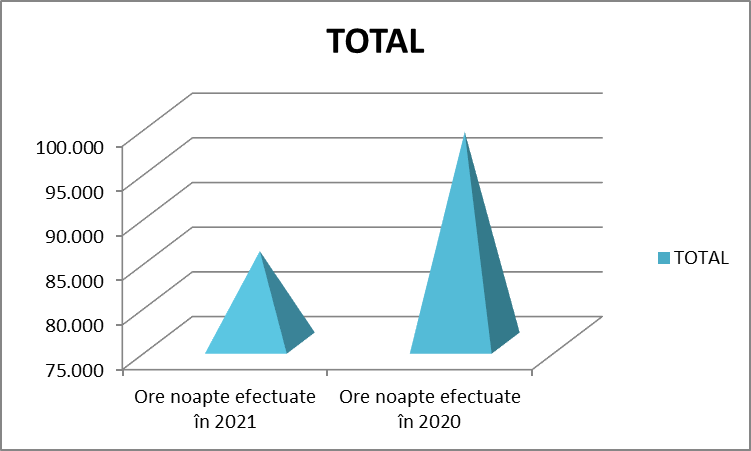 TOTAL
100.000
95.000
90.000
85.000
80.000
75.000
TOTAL
Ore noapte efectuate
în 2021
Ore noapte efectuate
în 2020